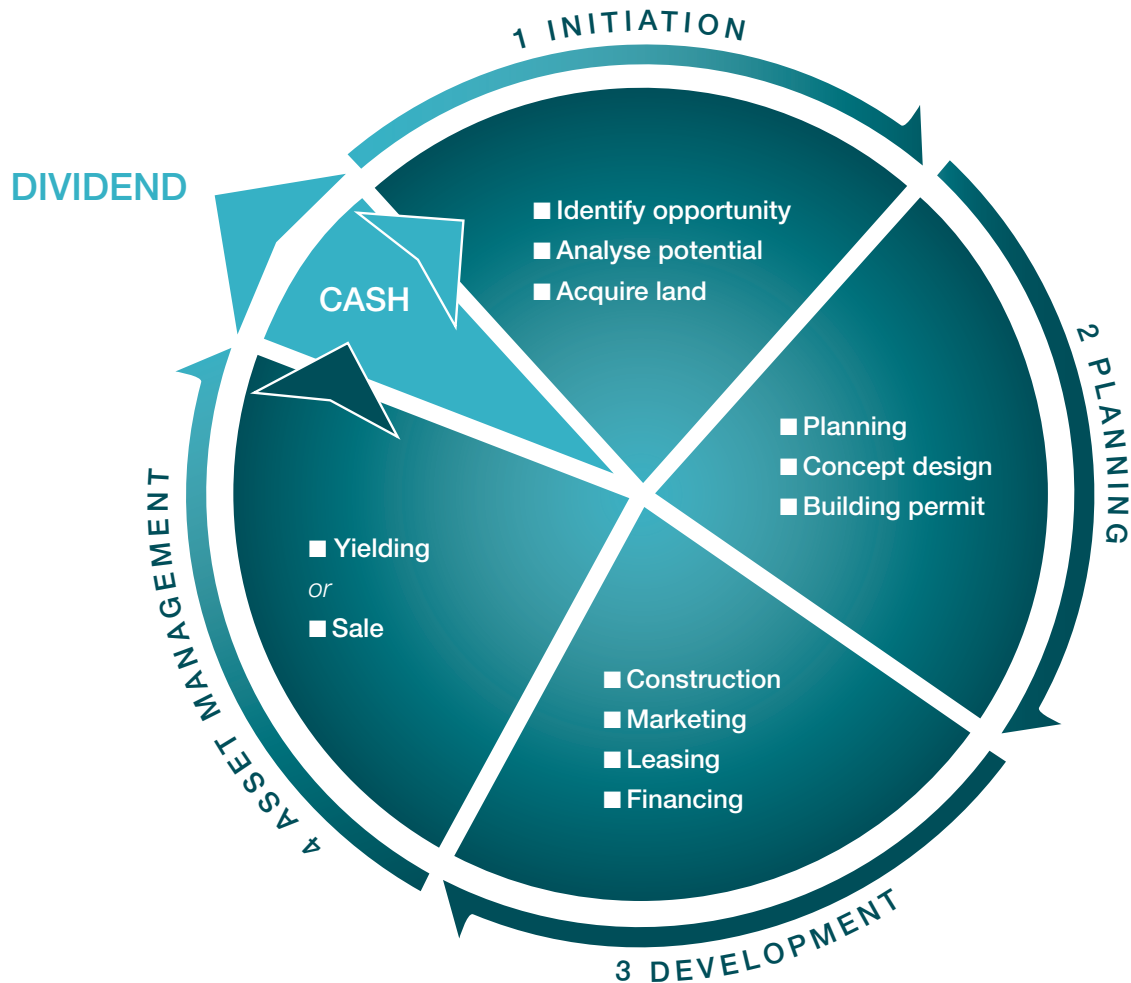 1 INITIATION
DIVIDEND
CASH
■ Identify opportunity
■ Analyse potential
■ Acquire land
2 PLANNING
■ Planning
■ Concept design
■ Building permit
3 DEVELOPMENT
■ Construction
■ Marketing
■ Leasing
■ Financing
4 ASSET MANAGEMENT
■ Yielding
or
■ Sale